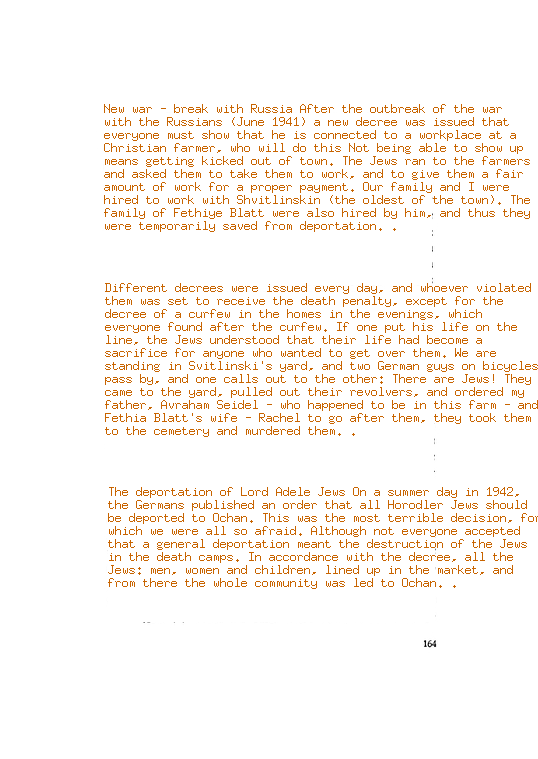 New war - break with Russia After the outbreak of the war
with the Russians (June 1941) a new decree was issued that
everyone must show that he is connected to a workplace at a
Christian farmer, who will do this Not being able to show up
means getting kicked out of town. The Jews ran to the farmers
and asked them to take them to work, and to give them a fair
amount of work for a proper payment. Our family and I were
hired to work with Shvitlinskin (the oldest of the town). The
family of Fethiye Blatt were also hired by him, and thus they
were temporarily saved from deportation. .
Different decrees were issued every day, and whoever violated
them was set to receive the death penalty, except for the
decree of a curfew in the homes in the evenings, which
everyone found after the curfew. If one put his life on the
line, the Jews understood that their life had become a
sacrifice for anyone who wanted to get over them. We are
standing in Svitlinski's yard, and two German guys on bicycles
pass by, and one calls out to the other: There are Jews! They
came to the yard, pulled out their revolvers, and ordered my
father, Avraham Seidel - who happened to be in this farm - and
Fethia Blatt's wife - Rachel to go after them, they took them
to the cemetery and murdered them. .
The deportation of Lord Adele Jews On a summer day in 1942,
the Germans published an order that all Horodler Jews should
be deported to Ochan. This was the most terrible decision, for
which we were all so afraid. Although not everyone accepted
that a general deportation meant the destruction of the Jews
in the death camps. In accordance with the decree, all the
Jews: men, women and children, lined up in the market, and
from there the whole community was led to Ochan. .
164